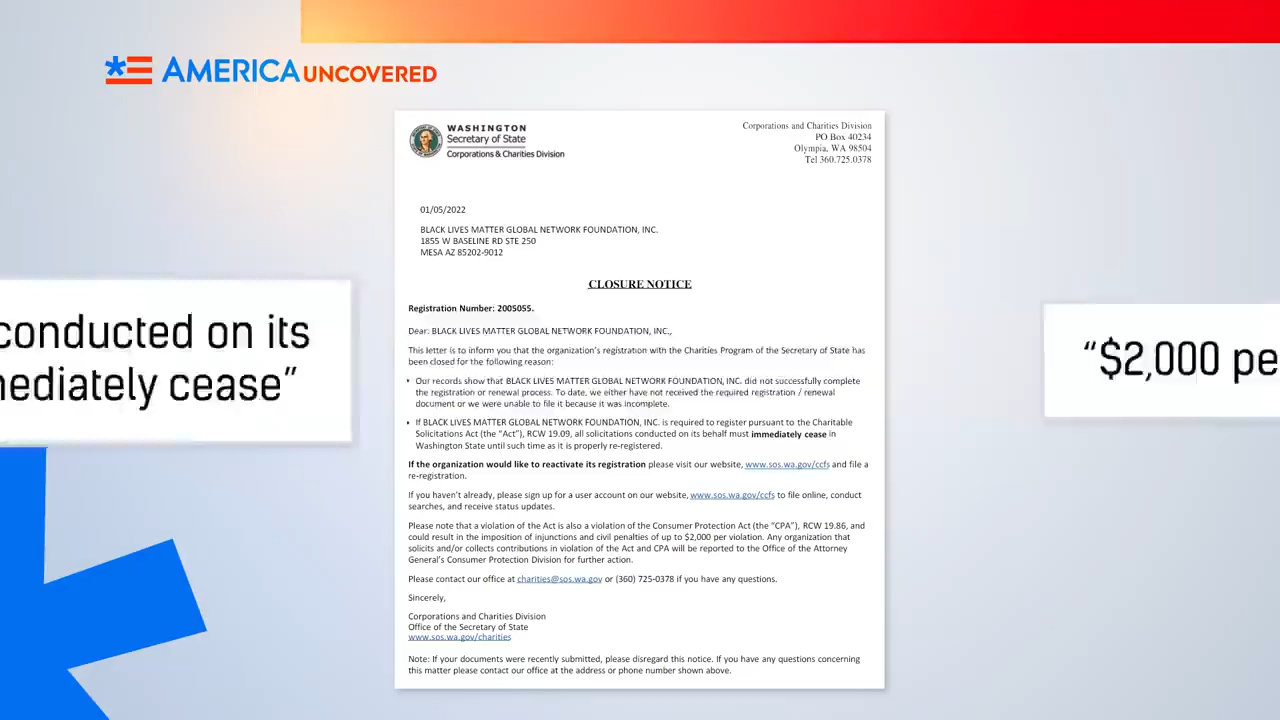 AMERICA UNCOVERED
WASHINGTON
Secretary of State
Corporations & Charities Division
Corporations and Charities Division
PO Box 40234
Olympia, WA 98504
Tel 360.725.0378
01/05/2022
BLACK LIVES MATTER GLOBAL NETWORK FOUNDATION, INC.
1855 W BASELINE RD STE 250
MESA AZ 85202-9012
CLOSURE NOTICE
Registration Number: 2005055.
Dear: BLACK LIVES MATTER GLOBAL NETWORK FOUNDATION, INC.,
This letter is to inform you that the organization's registration with the Charities Program of the Secretary of State has
been closed for the following reason:
• Our records show that BLACK LIVES MATTER GLOBAL NETWORK FOUNDATION, INC. did not successfully complete
the registration or renewal process. To date, we either have not received the required registration / renewal
document or we were unable to file it because it was incomplete.
• If BLACK LIVES MATTER GLOBAL NETWORK FOUNDATION, INC. is required to register pursuant to the Charitable
Solicitations Act (the "Act"), RCW 19.09, all solicitations conducted on its behalf must immediately cease in
Washington State until such time as it is properly re-registered.
If the organization would like to reactivate its registration please visit our website, www.sos.wa.gov/ccfs and file a
re-registration.
If you haven't already, please sign up for a user account on our website, www.sos.wa.gov/ccfs to file online, conduct
searches, and receive status updates.
Please note that a violation of the Act is also a violation of the Consumer Protection Act (the "CPA"), RCW 19.86, and
could result in the imposition of injunctions and civil penalties of up to $2,000 per violation. Any organization that
solicits and/or collects contributions in violation of the Act and CPA will be reported to the Office of the Attorney
General's Consumer Protection Division for further action.
Please contact our office at charities@sos.wa.gov or (360) 725-0378 if you have any questions.
Sincerely,
Corporations and Charities Division
Office of the Secretary of State
www.sos.wa.gov/charities
Note: If your documents were recently submitted, please disregard this notice. If you have any questions concerning
this matter please contact our office at the address or phone number shown above.
conducted on its
mediately cease”
“$2,000 pe